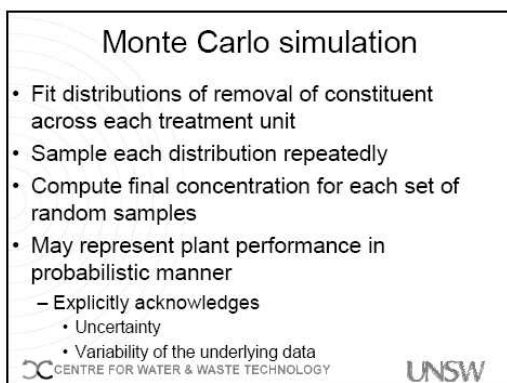 Monte Carlo simulation
• Fit distributions of removal of constituent
across each treatment unit
• Sample each distribution repeatedly
• Compute final concentration for each set of
random samples
• May represent plant performance in
probabilistic manner
– Explicitly acknowledges
• Uncertainty
• Variability of the underlying data
CENTRE FOR WATER & WASTE TECHNOLOGY
UNSW